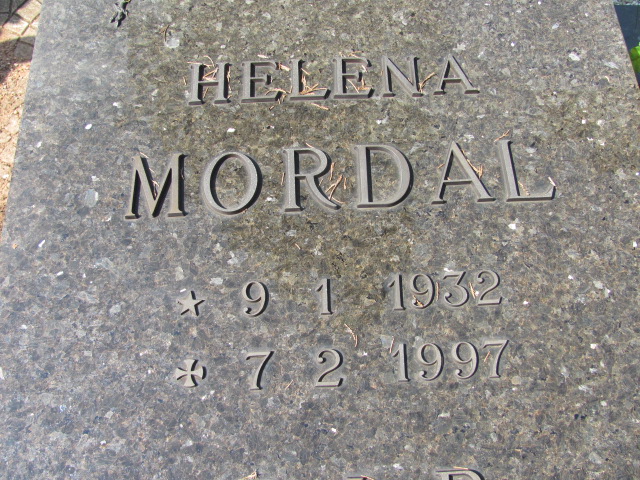 HELENA
MORDAL
★ 9 1 1932
✠ 7 2 1997